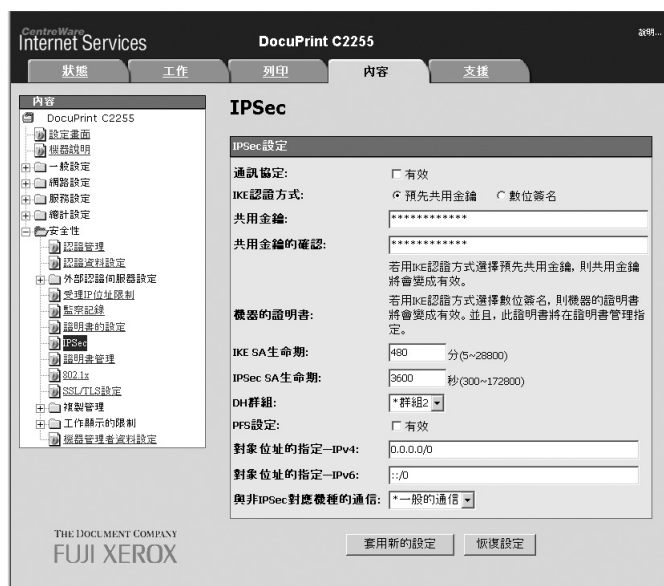 CentreWare
Internet Services
DocuPrint C2255
說明...
狀態
工作
列印
內容
支援
內容
DocuPrint C2255
設定畫面
機器說明
一般設定
網路設定
服務設定
總計設定
安全性
認證管理
認證資料設定
外部認證伺服器設定
受理IP位址限制
監察記錄
證明書的設定
IPSec
證明書管理
802.1x
SSL/TLS設定
複製管理
工作顯示的限制
機器管理者資料設定
IPSec
IPSec設定
通訊協定: 有效
IKE認證方式: 預先共用金鑰 數位簽名
共用金鑰: ************
共用金鑰的確認: ************
若用IKE認證方式選擇預先共用金鑰, 則共用金鑰
將會變成有效。
機器的證明書: 若用IKE認證方式選擇數位簽名, 則機器的證明書
將會變成有效。並且, 此證明書將在證明書管理指
定。
IKE SA生命期: 480 分(5~28800)
IPSec SA生命期: 3600 秒(300~172800)
DH群組: *群組2
PFS設定: 有效
對象位址的指定—IPv4: 0.0.0.0/0
對象位址的指定—IPv6: ::/0
與非IPSec對應機種的通信: *一般的通信
套用新的設定 恢復設定
THE DOCUMENT COMPANY
FUJI XEROX